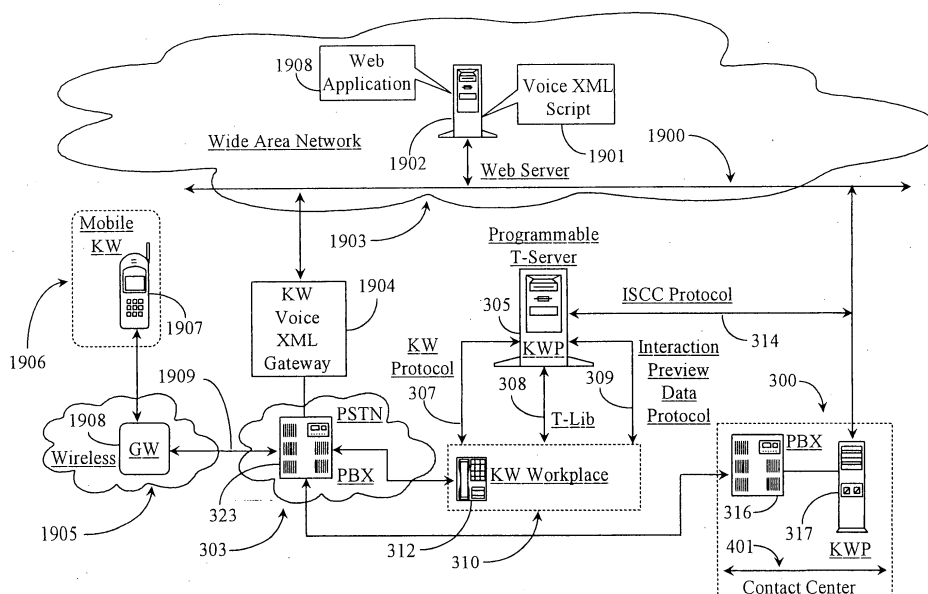 1908
Web
Application
Voice XML
Script
1902
1901
1900
Wide Area Network
Web Server
1903
Mobile
KW
1907
1906
KW
Voice
XML
Gateway
1904
Programmable
T-Server
305
KWP
ISCC Protocol
314
KW
Protocol
307
308
T-Lib
309
Interaction
Preview
Data
Protocol
300
1909
1908
Wireless
GW
1905
PSTN
PBX
323
303
KW Workplace
312
310
PBX
316
317
KWP
401
Contact Center